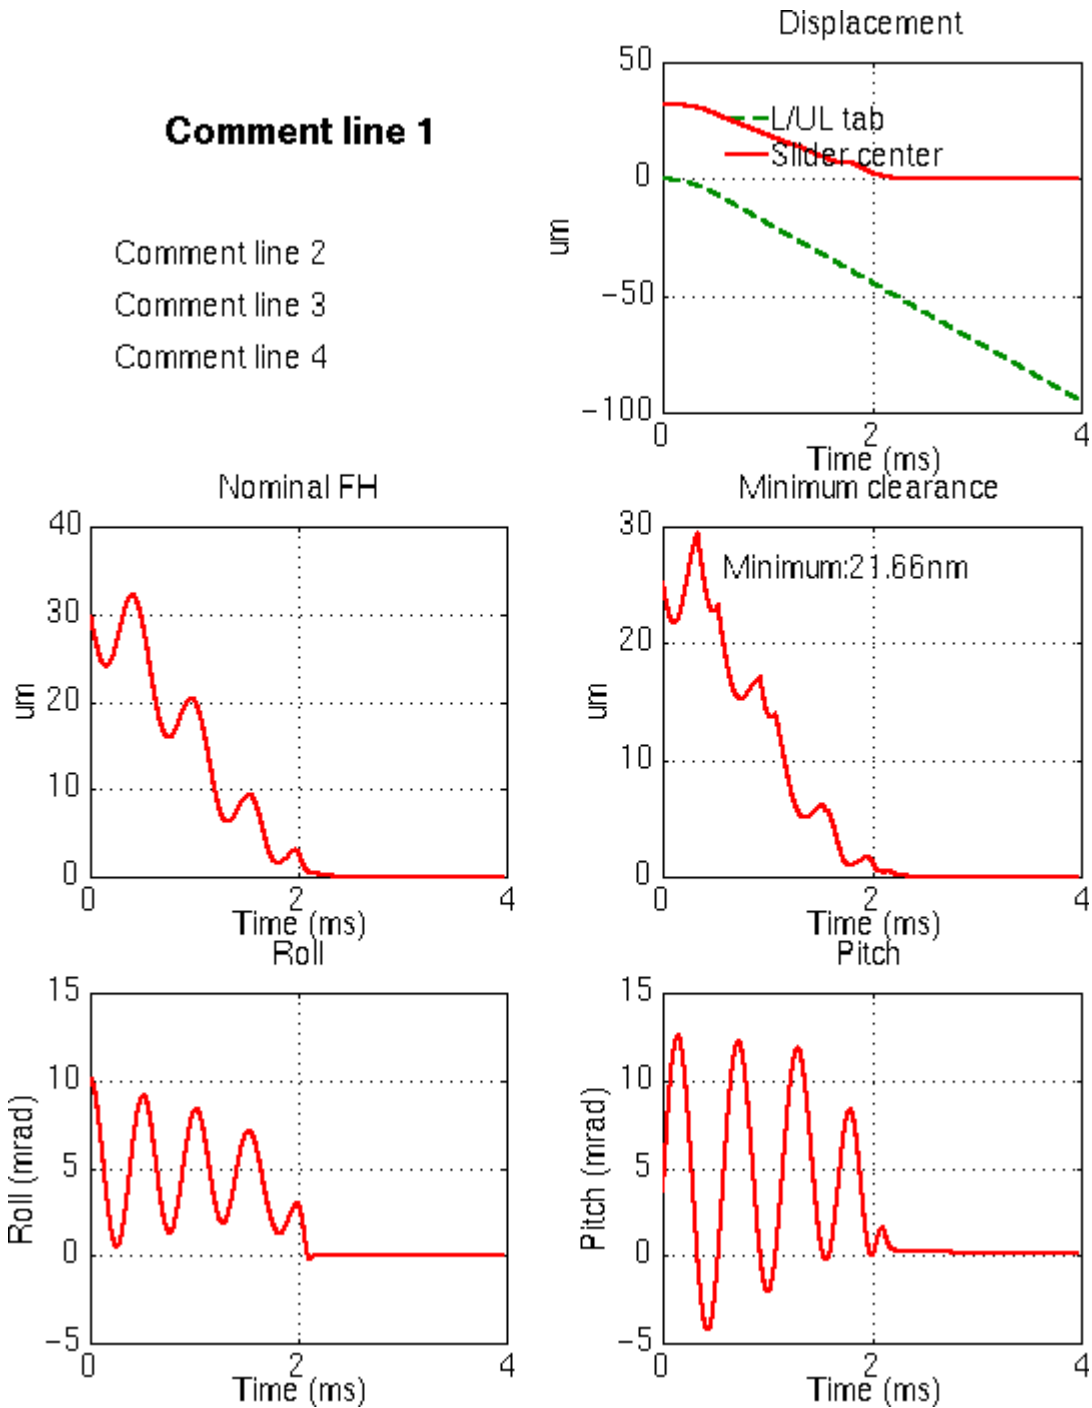 Displacement
50
0
−50
−100
um
L/UL tab
Slider center
0 2 4
Time (ms)
Comment line 1
Comment line 2
Comment line 3
Comment line 4
Nominal FH
40
30
20
10
0
um
0 2 4
Time (ms)
Minimum clearance
30
20
10
0
um
Minimum:21.66nm
0 2 4
Time (ms)
Roll
15
10
5
0
−5
Roll (mrad)
0 2 4
Time (ms)
Pitch
15
10
5
0
−5
Pitch (mrad)
0 2 4
Time (ms)